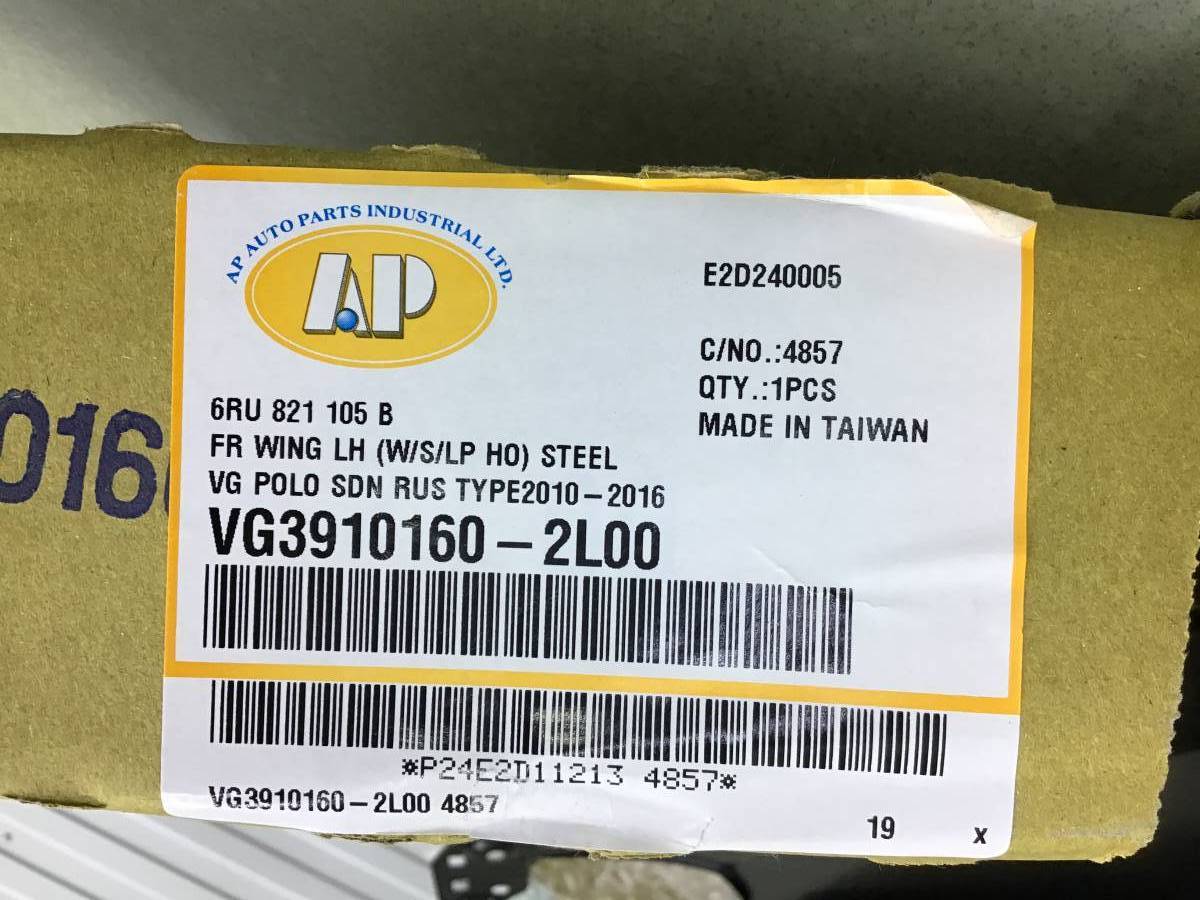 AP AUTO PARTS INDUSTRIAL LTD.
AP
E2D240005
C/NO.:4857
QTY.:1PCS
MADE IN TAIWAN
6RU 821 105 B
FR WING LH (W/S/LP HO) STEEL
VG POLO SDN RUS TYPE2010-2016
VG3910160-2L00
016
*P24E2D11213 4857*
VG3910160-2L00 4857
19 X